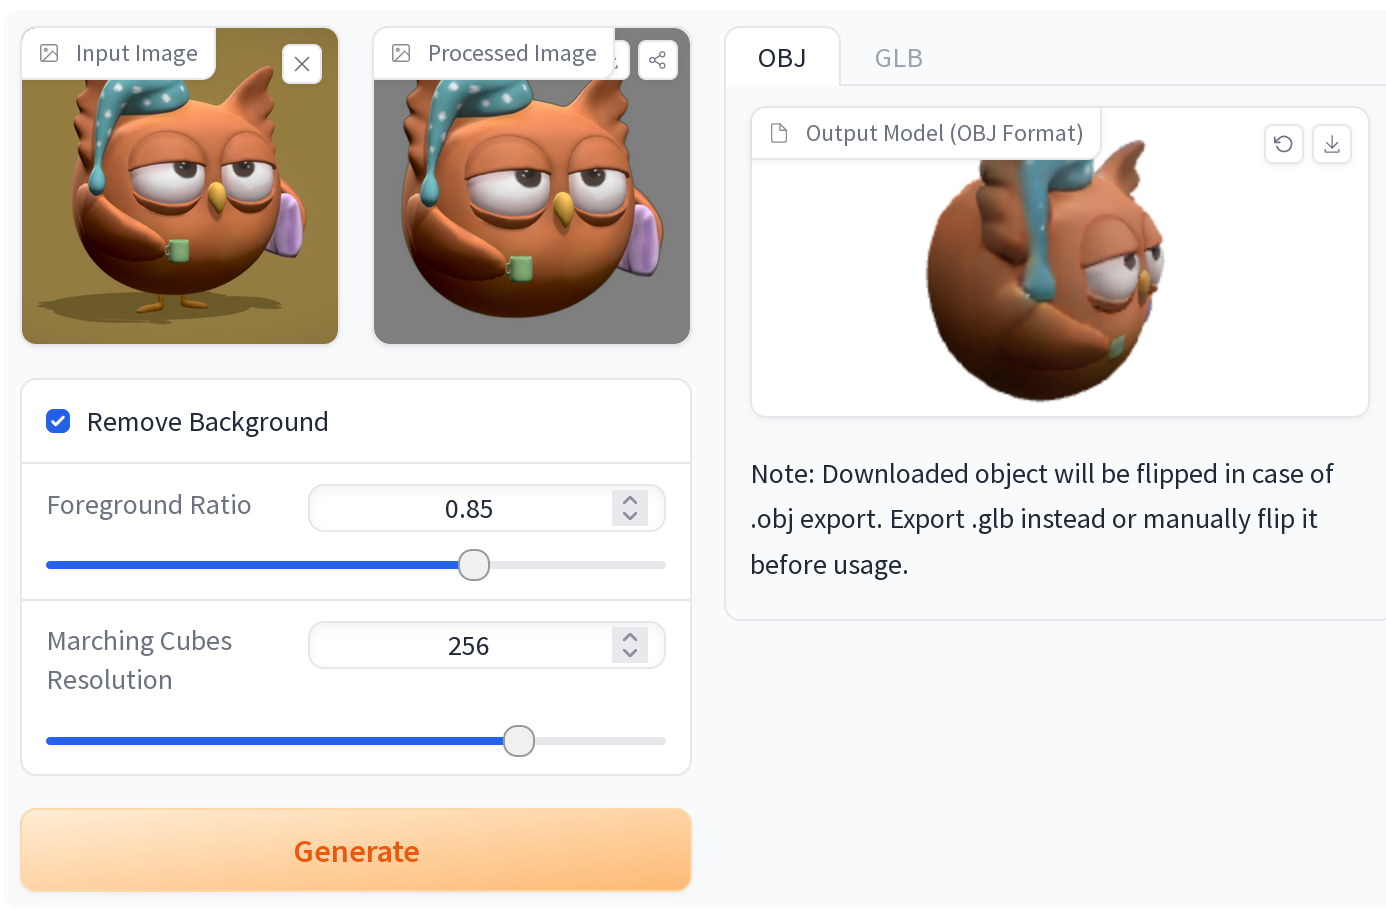 Input Image
Processed Image
OBJ
GLB
Output Model (OBJ Format)
Remove Background
Foreground Ratio
0.85
Marching Cubes
Resolution
256
Generate
Note: Downloaded object will be flipped in case of
.obj export. Export .glb instead or manually flip it
before usage.